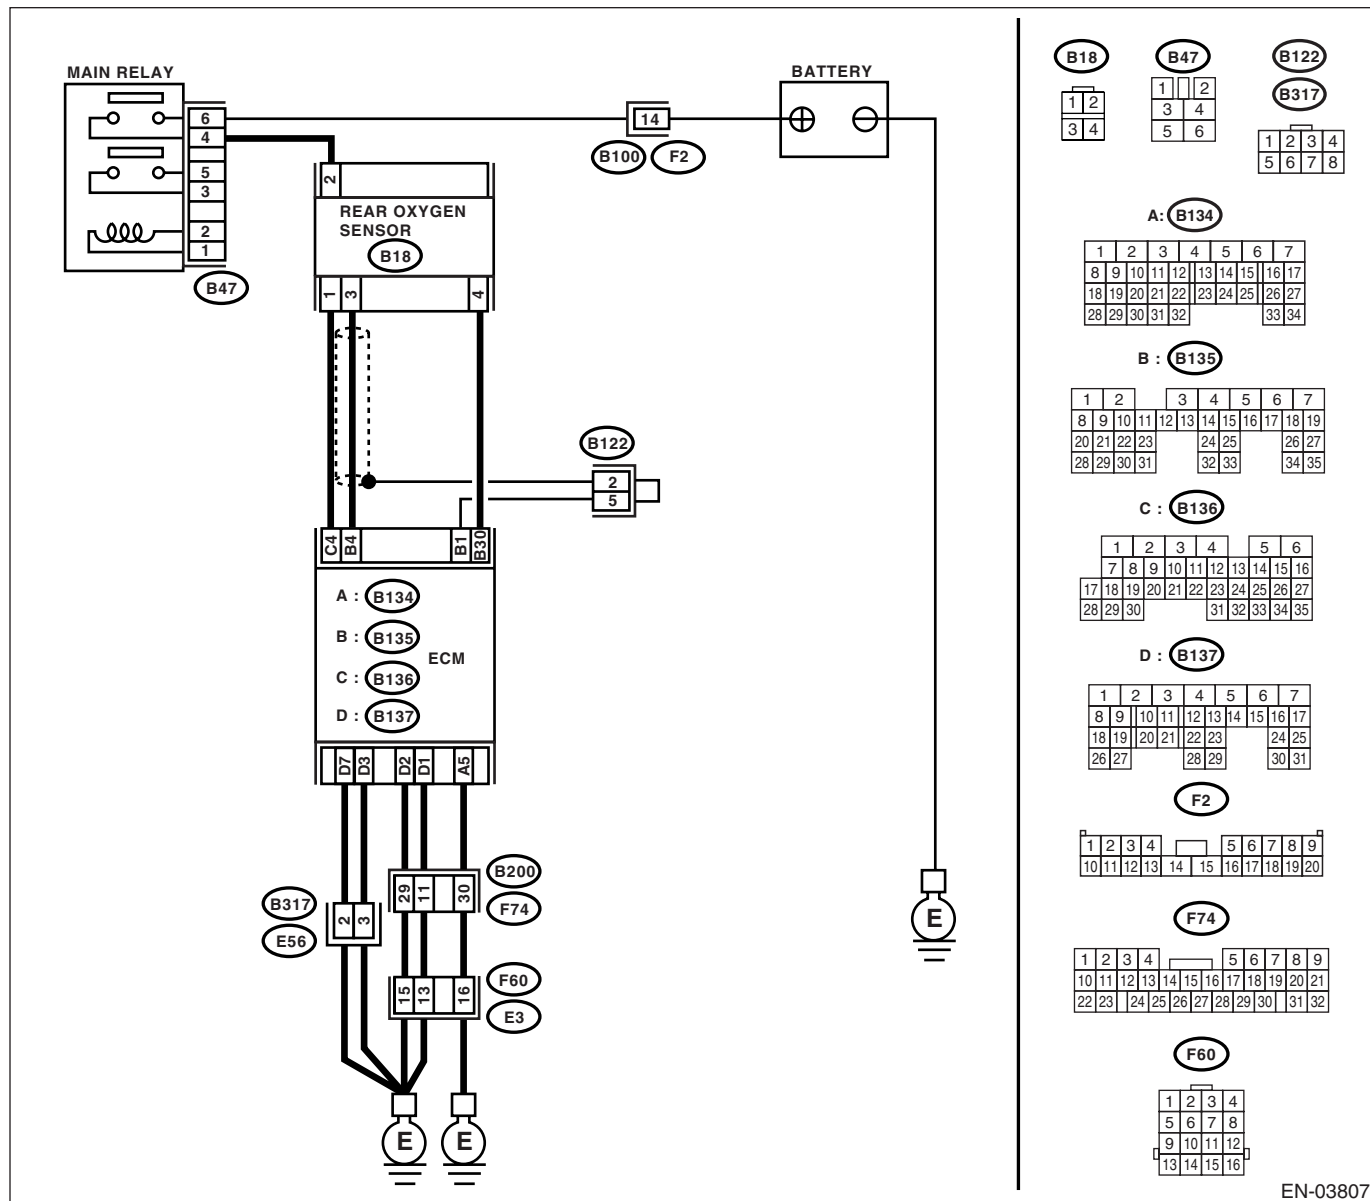 MAIN RELAY
6
4
5
3
2
1
B47
14
B100 F2
BATTERY
2
REAR OXYGEN
SENSOR
B18
1 3 4
B122
2
5
C4 B4 B1 B30
A : B134
B : B135
C : B136
D : B137
ECM
D7 D3 D2 D1 A5
B317
E56
2 3
29 11 30
B200
F74
15 13 16
F60
E3
E
E
E
B18
1 2
3 4
B47
1 2
3 4
5 6
B122
B317
1 2 3 4
5 6 7 8
A: B134
1 2 3 4 5 6 7
8 9 10 11 12 13 14 15 16 17
18 19 20 21 22 23 24 25 26 27
28 29 30 31 32 33 34
B : B135
1 2 3 4 5 6 7
8 9 10 11 12 13 14 15 16 17 18 19
20 21 22 23 24 25 26 27
28 29 30 31 32 33 34 35
C : B136
1 2 3 4 5 6
7 8 9 10 11 12 13 14 15 16
17 18 19 20 21 22 23 24 25 26 27
28 29 30 31 32 33 34 35
D : B137
1 2 3 4 5 6 7
8 9 10 11 12 13 14 15 16 17
18 19 20 21 22 23 24 25
26 27 28 29 30 31
F2
1 2 3 4 5 6 7 8 9
10 11 12 13 14 15 16 17 18 19 20
F74
1 2 3 4 5 6 7 8 9
10 11 12 13 14 15 16 17 18 19 20 21
22 23 24 25 26 27 28 29 30 31 32
F60
1 2 3 4
5 6 7 8
9 10 11 12
13 14 15 16
EN-03807